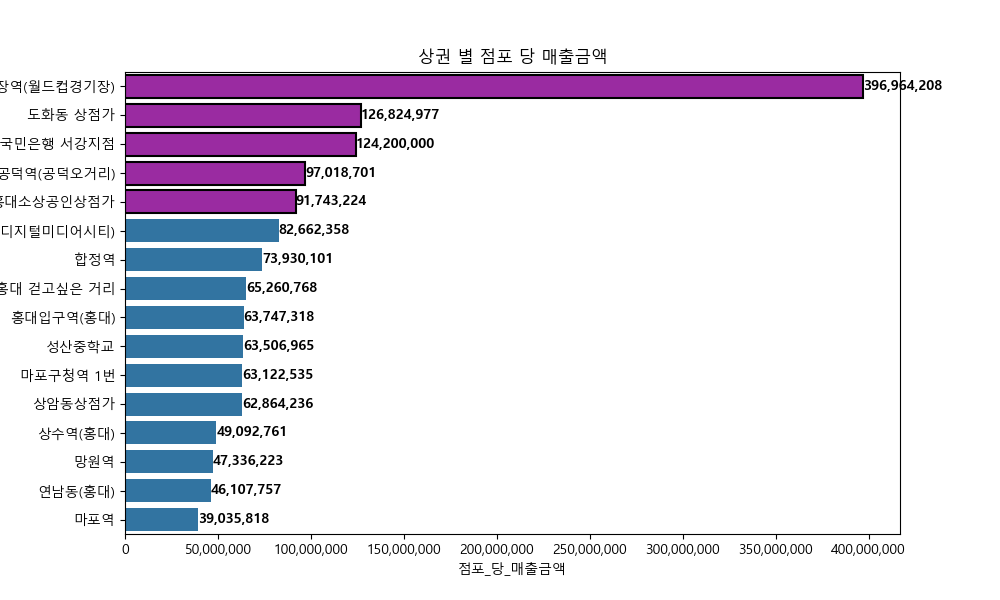 상권 별 점포 당 매출금액
장역(월드컵경기장) 396,964,208
도화동 상점가 126,824,977
국민은행 서강지점 124,200,000
공덕역(공덕오거리) 97,018,701
홍대소상공인상점가 91,743,224
디지털미디어시티) 82,662,358
합정역 73,930,101
홍대 걷고싶은 거리 65,260,768
홍대입구역(홍대) 63,747,318
성산중학교 63,506,965
마포구청역 1번 63,122,535
상암동상점가 62,864,236
상수역(홍대) 49,092,761
망원역 47,336,223
연남동(홍대) 46,107,757
마포역 39,035,818
0 50,000,000 100,000,000 150,000,000 200,000,000 250,000,000 300,000,000 350,000,000 400,000,000
점포_당_매출금액